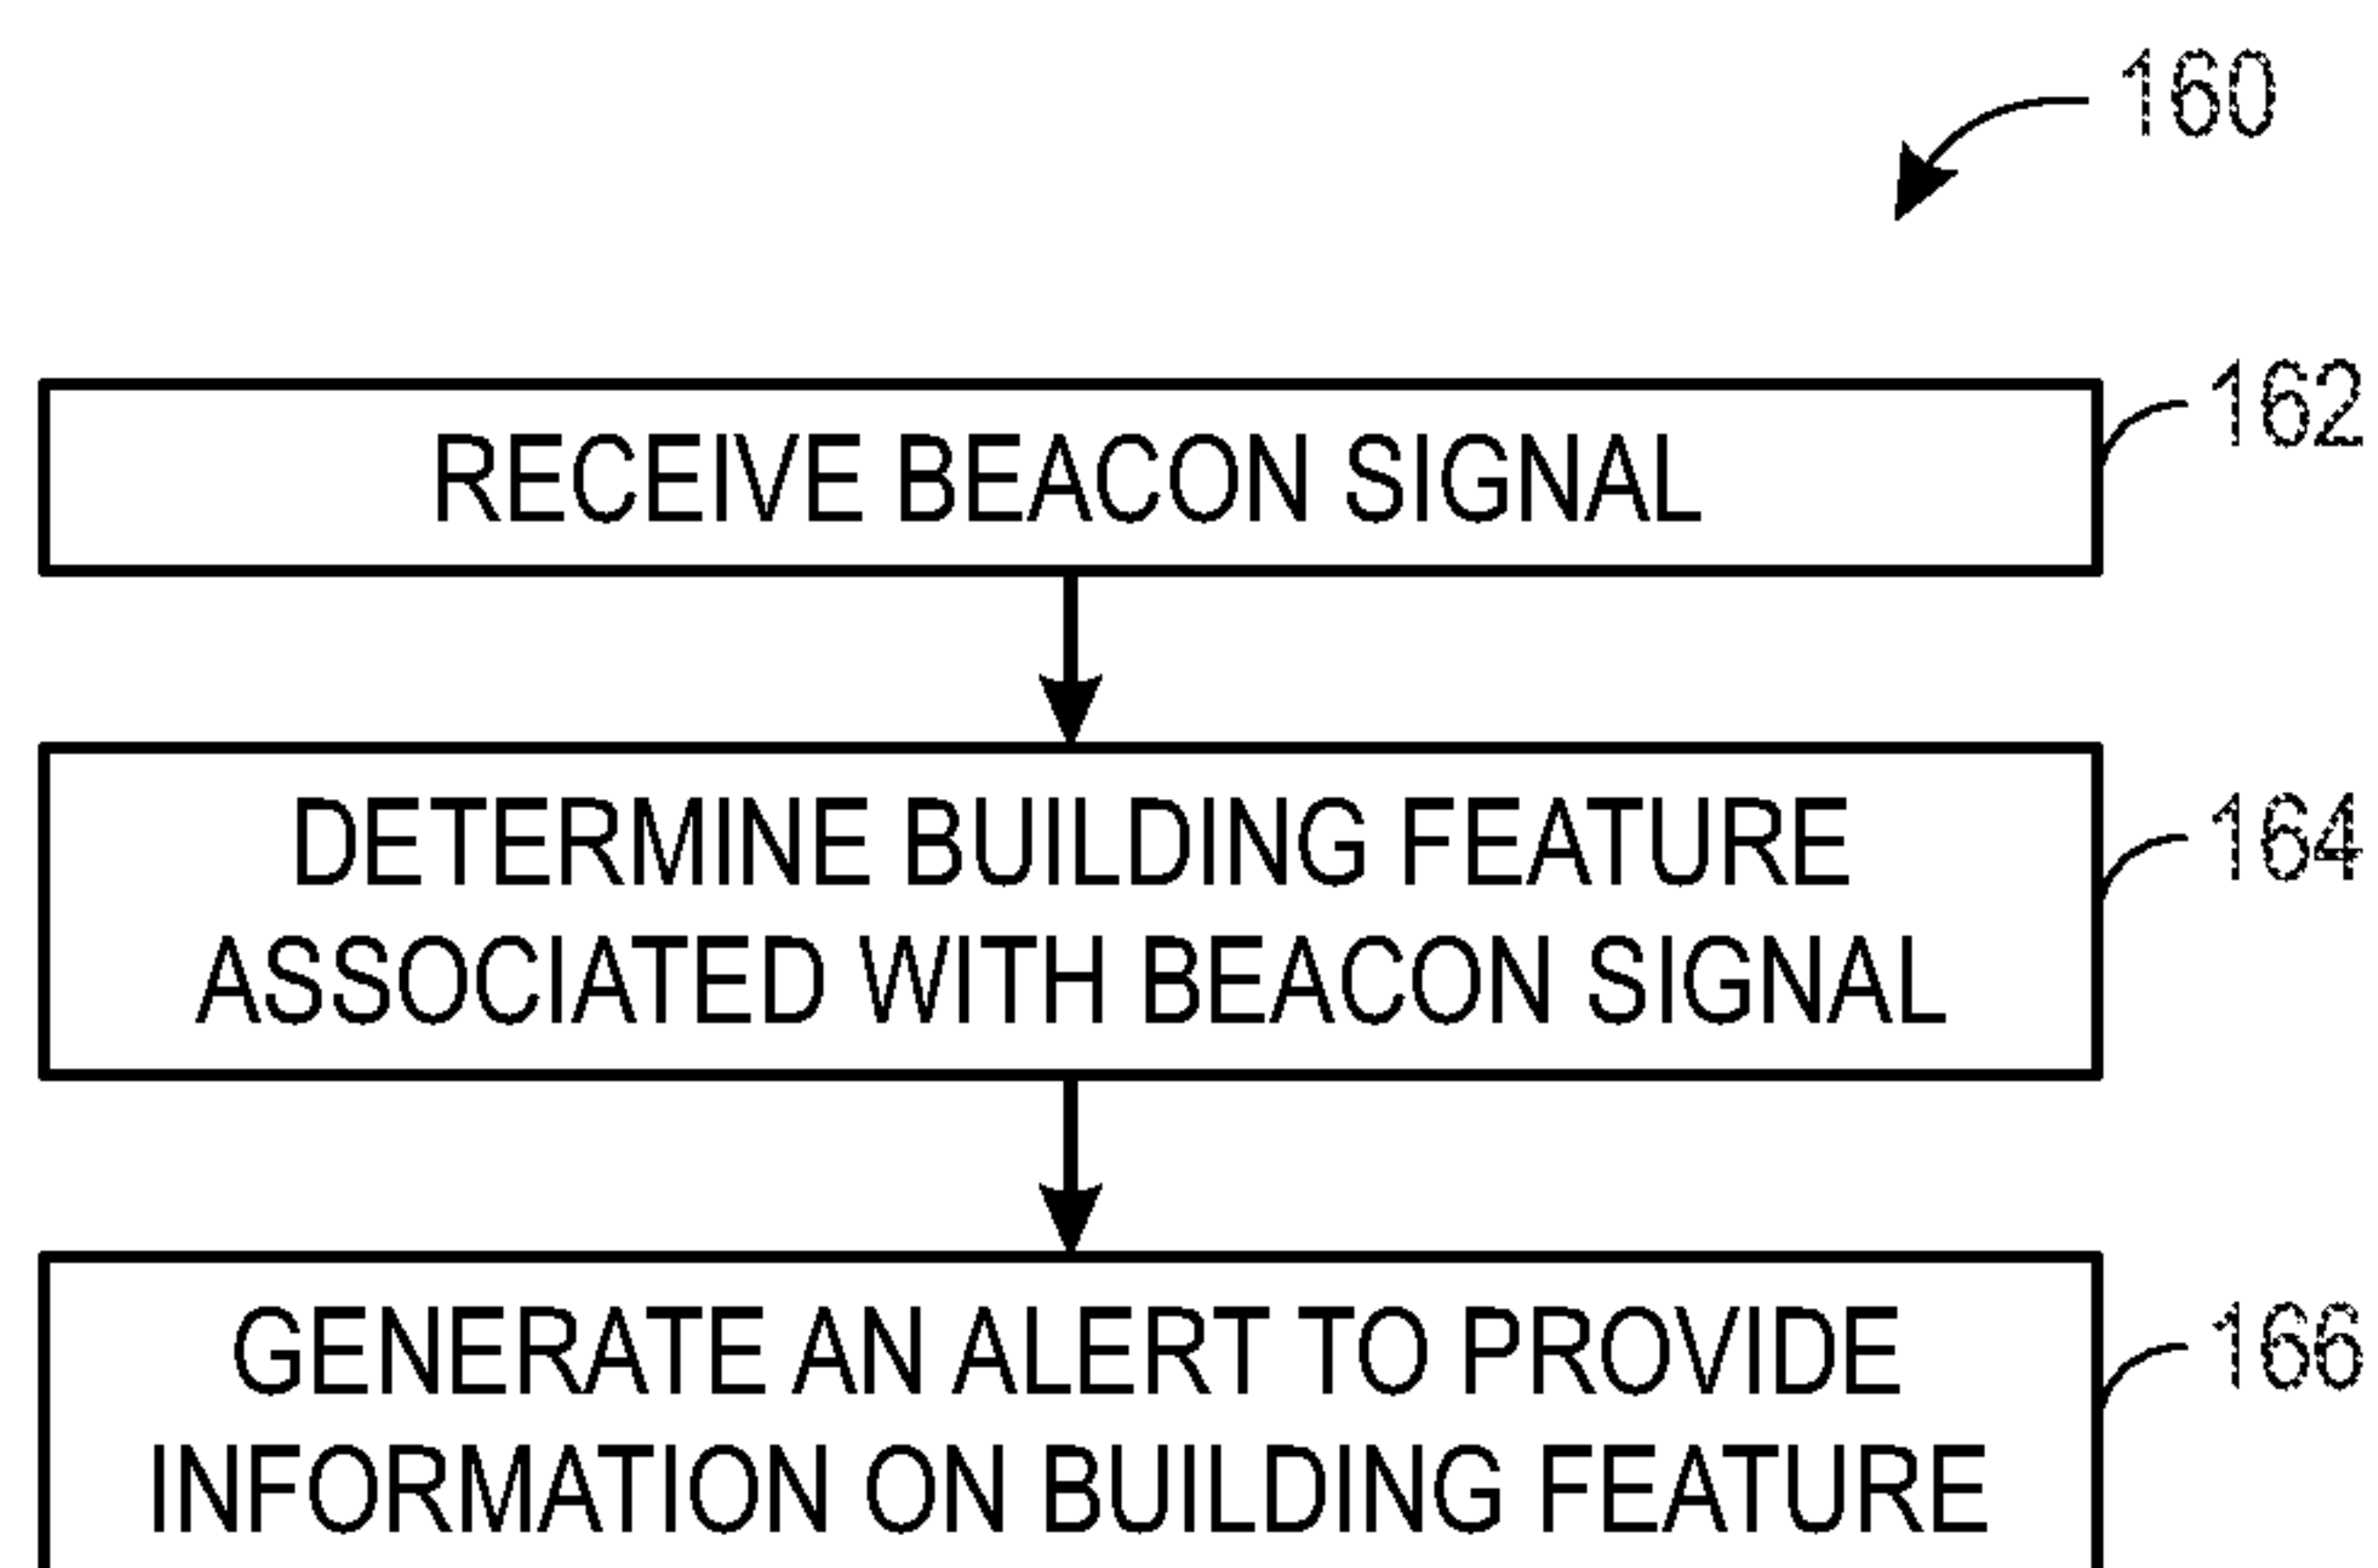 160
RECEIVE BEACON SIGNAL
162
DETERMINE BUILDING FEATURE
ASSOCIATED WITH BEACON SIGNAL
164
GENERATE AN ALERT TO PROVIDE
INFORMATION ON BUILDING FEATURE
166